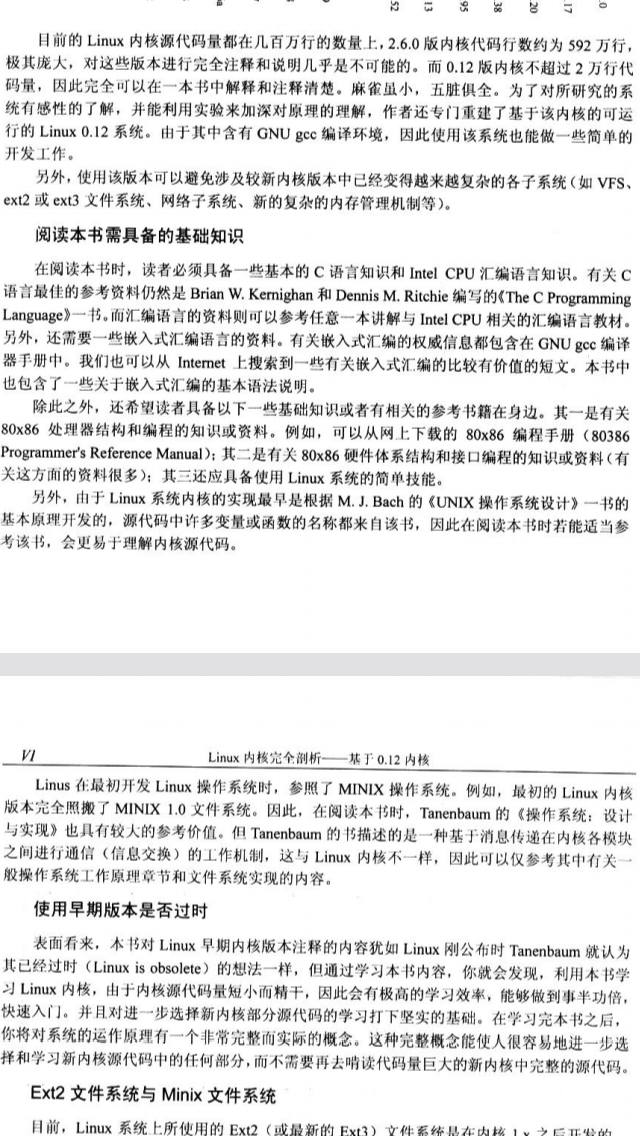 52
13
95
38
20
17
.0
目前的 Linux 内核源代码量都在几百万行的数量上，2.6.0 版内核代码行数约为 592 万行，
极其庞大，对这些版本进行完全注释和说明几乎是不可能的。而 0.12 版内核不超过 2 万行代
码量，因此完全可以在一本书中解释和注释清楚。麻雀虽小，五脏俱全。为了对所研究的系
统有感性的了解，并能利用实验来加深对原理的理解，作者还专门重建了基于该内核的可运
行的 Linux 0.12 系统。由于其中含有 GNU gcc 编译环境，因此使用该系统也能做一些简单的
开发工作。
另外，使用该版本可以避免涉及较新内核版本中已经变得越来越复杂的各子系统（如 VFS、
ext2 或 ext3 文件系统、网络子系统、新的复杂的内存管理机制等）。
阅读本书需具备的基础知识
在阅读本书时，读者必须具备一些基本的 C 语言知识和 Intel CPU 汇编语言知识。有关 C
语言最佳的参考资料仍然是 Brian W. Kernighan 和 Dennis M. Ritchie 编写的《The C Programming
Language》一书。而汇编语言的资料则可以参考任意一本讲解与 Intel CPU 相关的汇编语言教材。
另外，还需要一些嵌入式汇编语言的资料。有关嵌入式汇编的权威信息都包含在 GNU gcc 编译
器手册中。我们也可以从 Internet 上搜索到一些有关嵌入式汇编的比较有价值的短文。本书中
也包含了一些关于嵌入式汇编的基本语法说明。
除此之外，还希望读者具备以下一些基础知识或者有相关的参考书籍在身边。其一是有关
80x86 处理器结构和编程的知识或资料。例如，可以从网上下载的 80x86 编程手册（80386
Programmer's Reference Manual）；其二是有关 80x86 硬件体系结构和接口编程的知识或资料（有
关这方面的资料很多）；其三还应具备使用 Linux 系统的简单技能。
另外，由于 Linux 系统内核的实现最早是根据 M. J. Bach 的《UNIX 操作系统设计》一书的
基本原理开发的，源代码中许多变量或函数的名称都来自该书，因此在阅读本书时若能适当参
考该书，会更易于理解内核源代码。
VI
Linux 内核完全剖析——基于 0.12 内核
Linus 在最初开发 Linux 操作系统时，参照了 MINIX 操作系统。例如，最初的 Linux 内核
版本完全照搬了 MINIX 1.0 文件系统。因此，在阅读本书时，Tanenbaum 的《操作系统：设计
与实现》也具有较大的参考价值。但 Tanenbaum 的书描述的是一种基于消息传递在内核各模块
之间进行通信（信息交换）的工作机制，这与 Linux 内核不一样，因此可以仅参考其中有关一
般操作系统工作原理章节和文件系统实现的内容。
使用早期版本是否过时
表面看来，本书对 Linux 早期内核版本注释的内容犹如 Linux 刚公布时 Tanenbaum 就认为
其已经过时（Linux is obsolete）的想法一样，但通过学习本书内容，你就会发现，利用本书学
习 Linux 内核，由于内核源代码量短小而精干，因此会有极高的学习效率，能够做到事半功倍，
快速入门。并且对进一步选择新内核部分源代码的学习打下坚实的基础。在学习完本书之后，
你将对系统的运作原理有一个非常完整而实际的概念。这种完整概念能使人很容易地进一步选
择和学习新内核源代码中的任何部分，而不需要再去啃读代码量巨大的新内核中完整的源代码。
Ext2 文件系统与 Minix 文件系统
目前，Linux 系统上所使用的 Ext2（或最新的 Ext3）文件系统是在内核 1.x 之后开发的